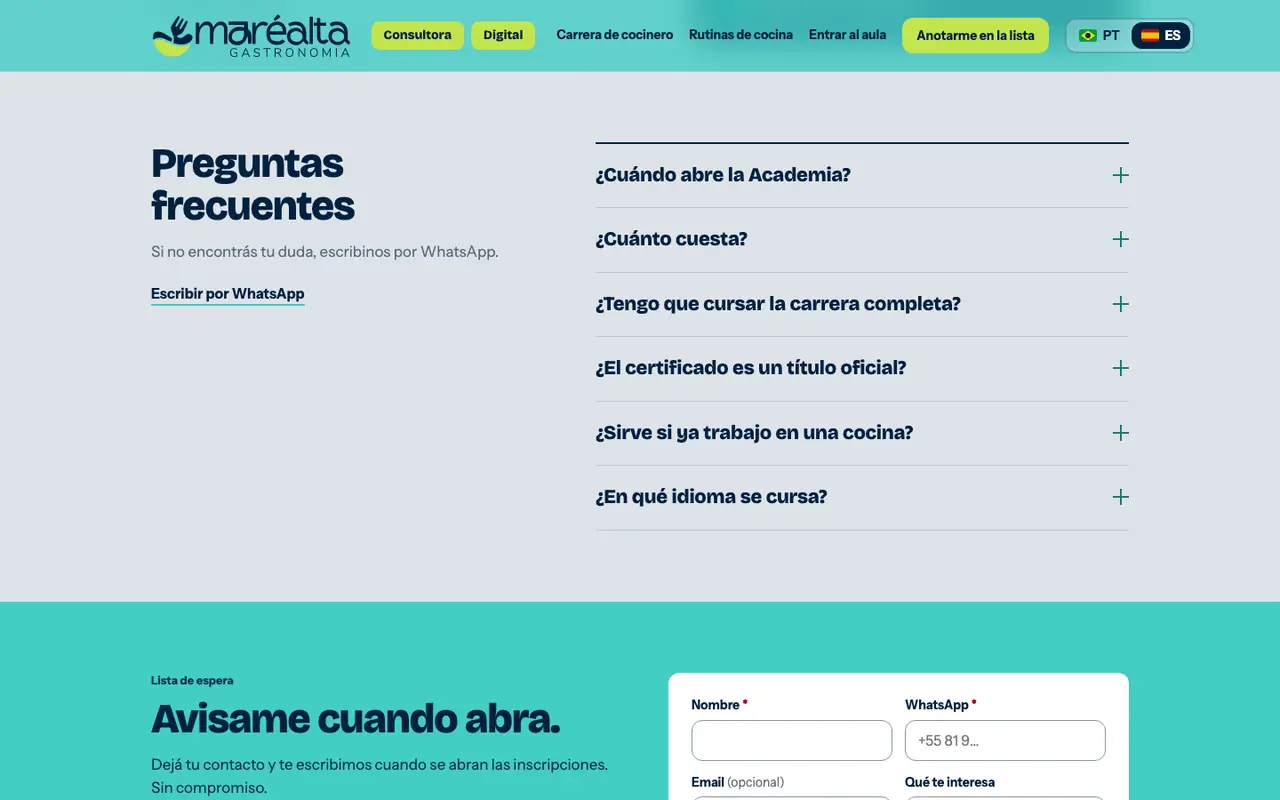 maréalta
GASTRONOMIA
Consultora
Digital
Carrera de cocinero
Rutinas de cocina
Entrar al aula
Anotarme en la lista
PT
ES
Preguntas
frecuentes
Si no encontrás tu duda, escribinos por WhatsApp.
Escribir por WhatsApp
¿Cuándo abre la Academia?
¿Cuánto cuesta?
¿Tengo que cursar la carrera completa?
¿El certificado es un título oficial?
¿Sirve si ya trabajo en una cocina?
¿En qué idioma se cursa?
Lista de espera
Avisame cuando abra.
Dejá tu contacto y te escribimos cuando se abran las inscripciones.
Sin compromiso.
Nombre *
WhatsApp *
+55 81 9...
Email (opcional)
Qué te interesa